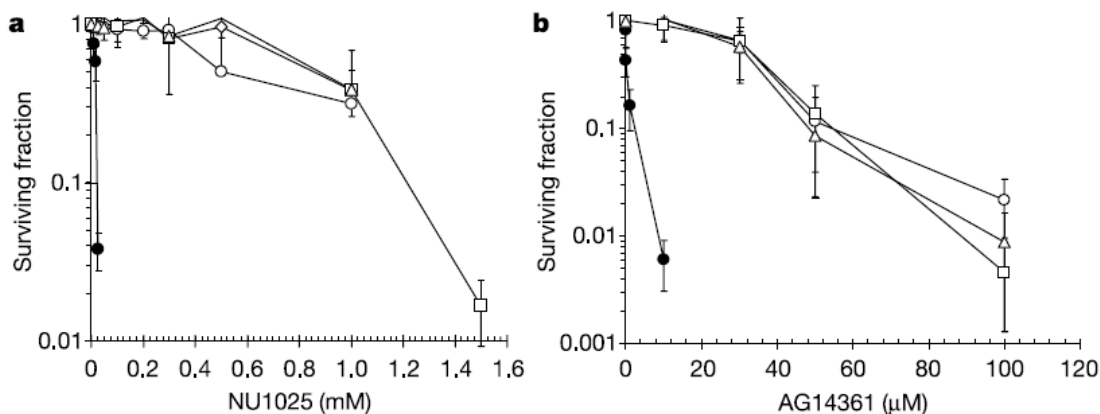 a
Surviving fraction
1
0.1
0.01
0 0.2 0.4 0.6 0.8 1.0 1.2 1.4 1.6
NU1025 (mM)
b
Surviving fraction
1
0.1
0.01
0.001
0 20 40 60 80 100 120
AG14361 (μM)